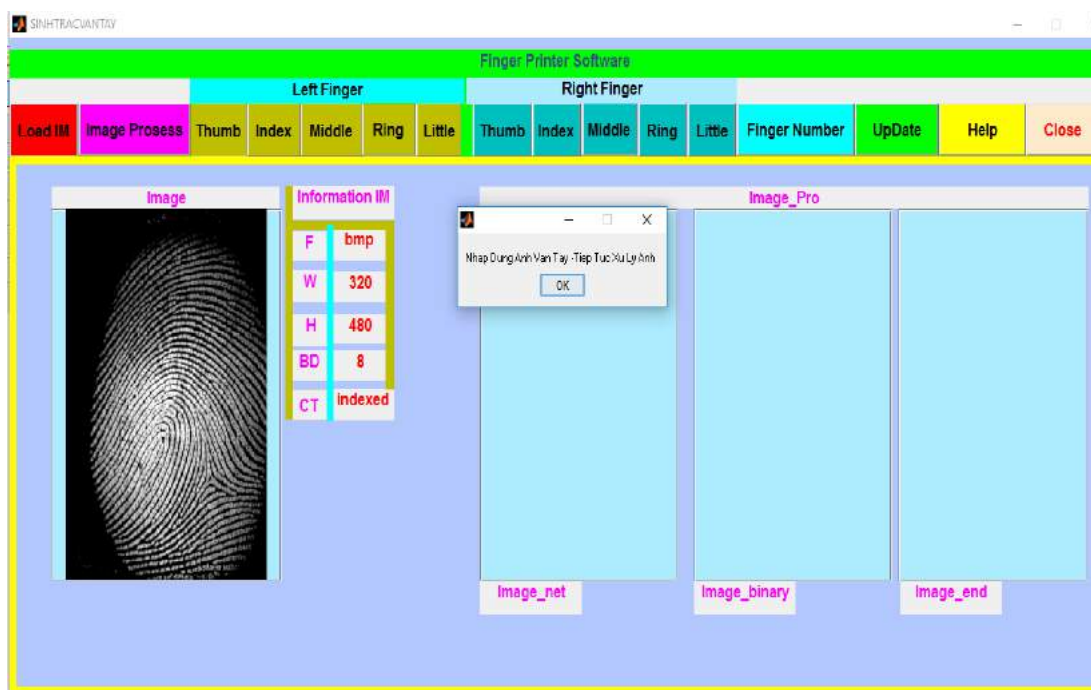 SINHTRACVANTAY
Finger Printer Software
Left Finger Right Finger
Load IM Image Prosess Thumb Index Middle Ring Little Thumb Index Middle Ring Little Finger Number UpDate Help Close
Image
Information IM
F bmp
W 320
H 480
BD 8
CT indexed
Image_Pro
Nhap Dung Anh Van Tay -Tiep Tuc Xu Ly Anh
OK
Image_net Image_binary Image_end